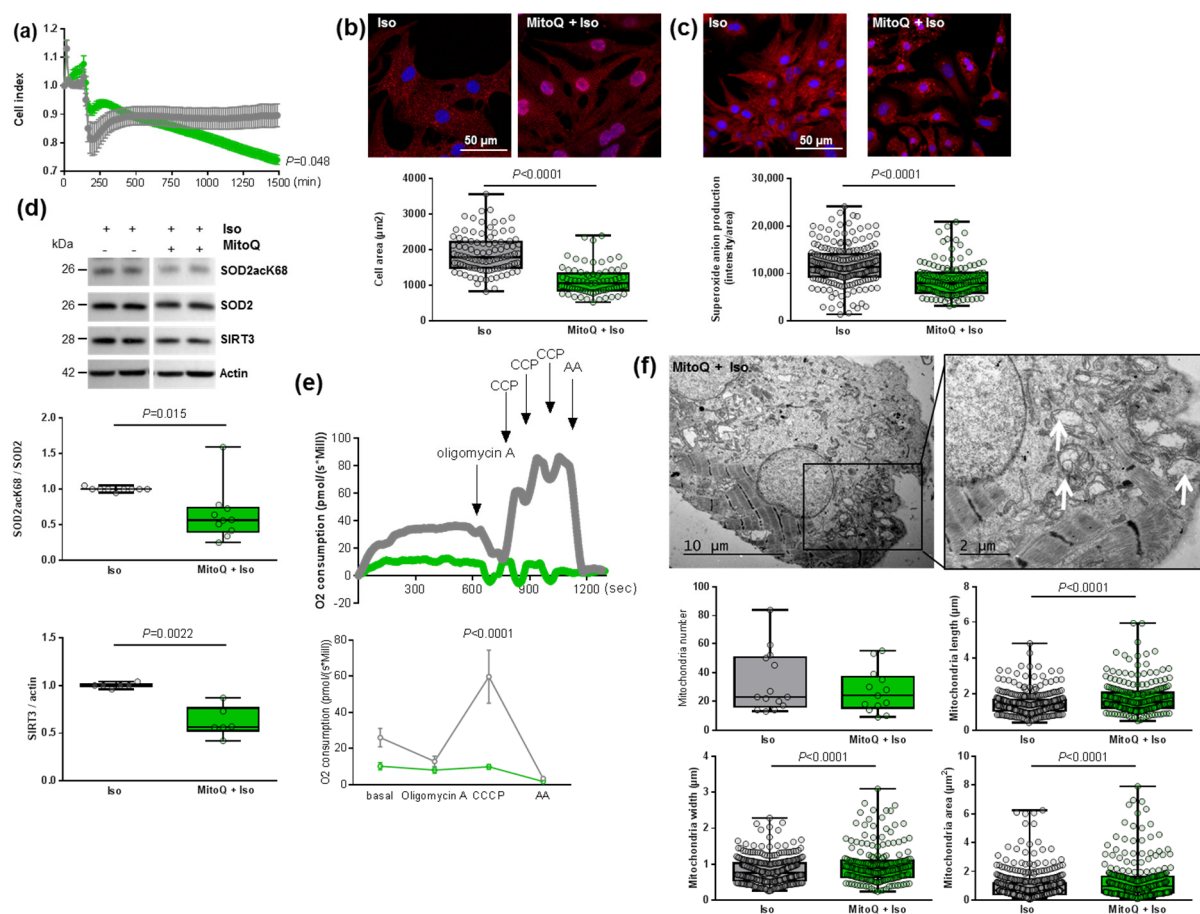 (a)
Cell index
1.2
1.1
1.0
0.9
0.8
0.7
0 250 500 750 1000 1250 1500 (min)
P=0.048
(b)
Iso
MitoQ + Iso
50 µm
P<0.0001
Cell area (µm2)
4000
3000
2000
1000
0
Iso MitoQ + Iso
(c)
Iso
MitoQ + Iso
50 µm
P<0.0001
Superoxide anion production
(intensity/area)
30,000
20,000
10,000
0
Iso MitoQ + Iso
(d)
+ + + + Iso
kDa - - + + MitoQ
26 SOD2acK68
26 SOD2
28 SIRT3
42 Actin
P=0.015
SOD2acK68 / SOD2
2.0
1.5
1.0
0.5
0.0
Iso MitoQ + Iso
P=0.0022
SIRT3 / actin
1.5
1.0
0.5
0.0
Iso MitoQ + Iso
(e)
CCP
CCP
CCP
AA
oligomycin A
O2 consumption (pmol/(s*Mill))
100
80
60
40
20
0
-20
300 600 900 1200 (sec)
P<0.0001
O2 consumption (pmol/(s*Mill)
80
60
40
20
0
basal Oligomycin A CCCP AA
(f)
MitoQ + Iso
10 µm
2 µm
Mitochondria number
100
80
60
40
20
0
Iso MitoQ + Iso
P<0.0001
Mitochondria length (µm)
8
6
4
2
0
Iso MitoQ + Iso
P<0.0001
Mitochondria width (µm)
4
3
2
1
0
Iso MitoQ + Iso
P<0.0001
Mitochondria area (µm²)
10
8
6
4
2
0
Iso MitoQ + Iso